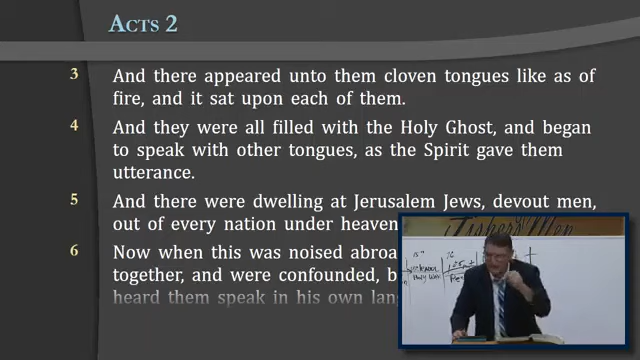 ACTS 2
3 And there appeared unto them cloven tongues like as of
fire, and it sat upon each of them.
4 And they were all filled with the Holy Ghost, and began
to speak with other tongues, as the Spirit gave them
utterance.
5 And there were dwelling at Jerusalem Jews, devout men,
out of every nation under heaven
6 Now when this was noised abroa
together, and were confounded, b
heard them speak in his own lan
Fishers Men